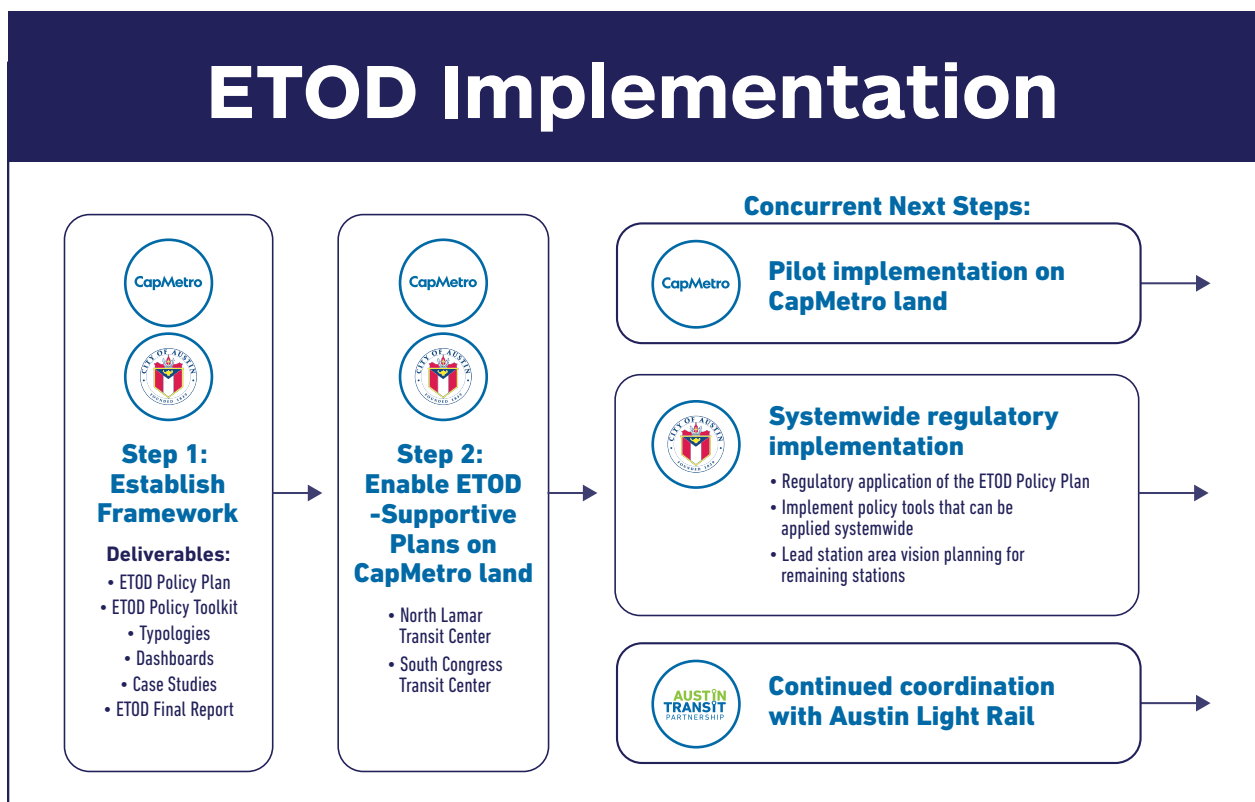 ETOD Implementation
CapMetro
CITY OF AUSTIN
FOUNDED 1839
Step 1:
Establish
Framework
Deliverables:
• ETOD Policy Plan
• ETOD Policy Toolkit
• Typologies
• Dashboards
• Case Studies
• ETOD Final Report
CapMetro
CITY OF AUSTIN
FOUNDED 1839
Step 2:
Enable ETOD
-Supportive
Plans on
CapMetro land
• North Lamar
Transit Center
• South Congress
Transit Center
Concurrent Next Steps:
CapMetro
Pilot implementation on
CapMetro land
CITY OF AUSTIN
FOUNDED 1839
Systemwide regulatory
implementation
• Regulatory application of the ETOD Policy Plan
• Implement policy tools that can be
applied systemwide
• Lead station area vision planning for
remaining stations
AUSTIN
TRANSIT
PARTNERSHIP
Continued coordination
with Austin Light Rail